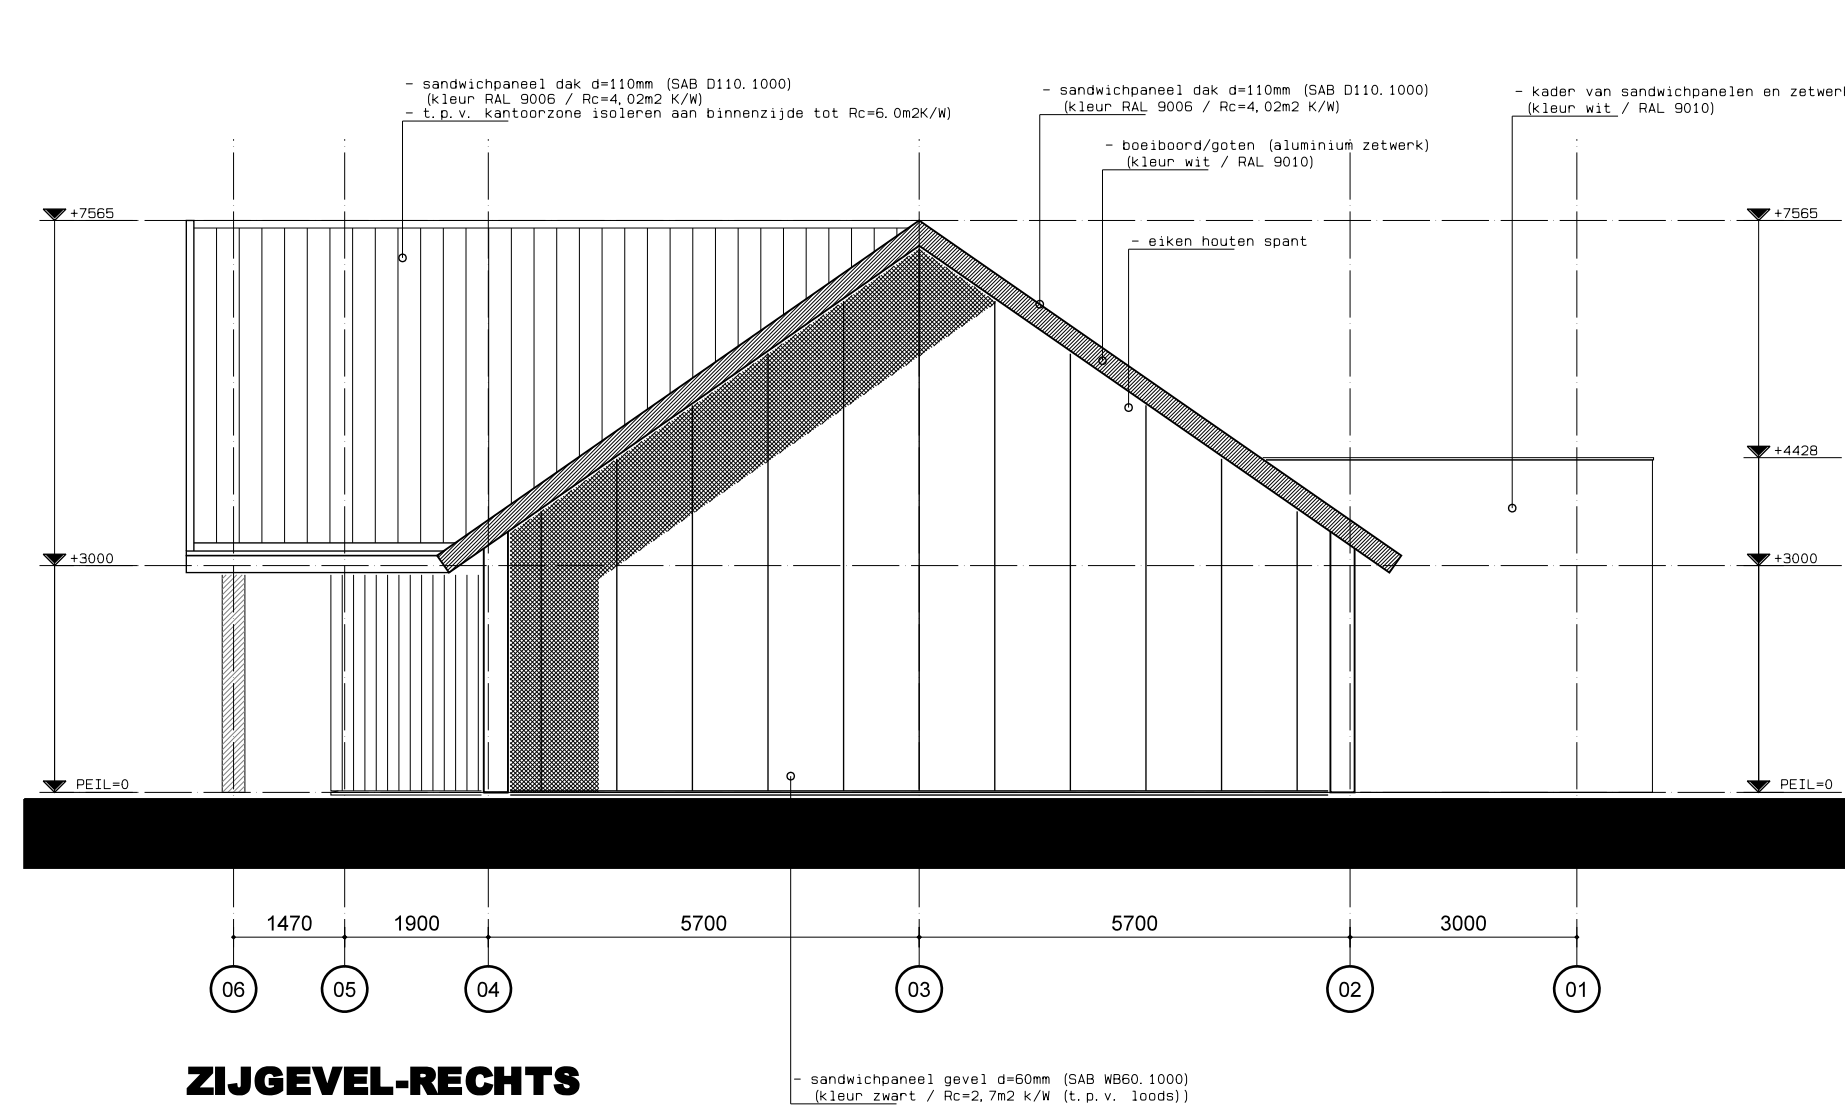 - sandwichpaneel dak d=110mm (SAB D110.1000)
(kleur RAL 9006 / Rc=4,02m2 K/W)
- t.p.v. kantoorzone isoleren aan binnenzijde tot Rc=6.0m2K/W)
- sandwichpaneel dak d=110mm (SAB D110.1000)
(kleur RAL 9006 / Rc=4,02m2 K/W)
- kader van sandwichpanelen en zetwerk
(kleur wit / RAL 9010)
- boeiboord/goten (aluminium zetwerk)
(kleur wit / RAL 9010)
- eiken houten spant
+7565
+7565
+4428
+3000
+3000
PEIL=0
PEIL=0
1470 1900 5700 5700 3000
06 05 04 03 02 01
ZIJGEVEL-RECHTS
- sandwichpaneel gevel d=60mm (SAB WB60.1000)
(kleur zwart / Rc=2,7m2 k/W (t.p.v. loods))